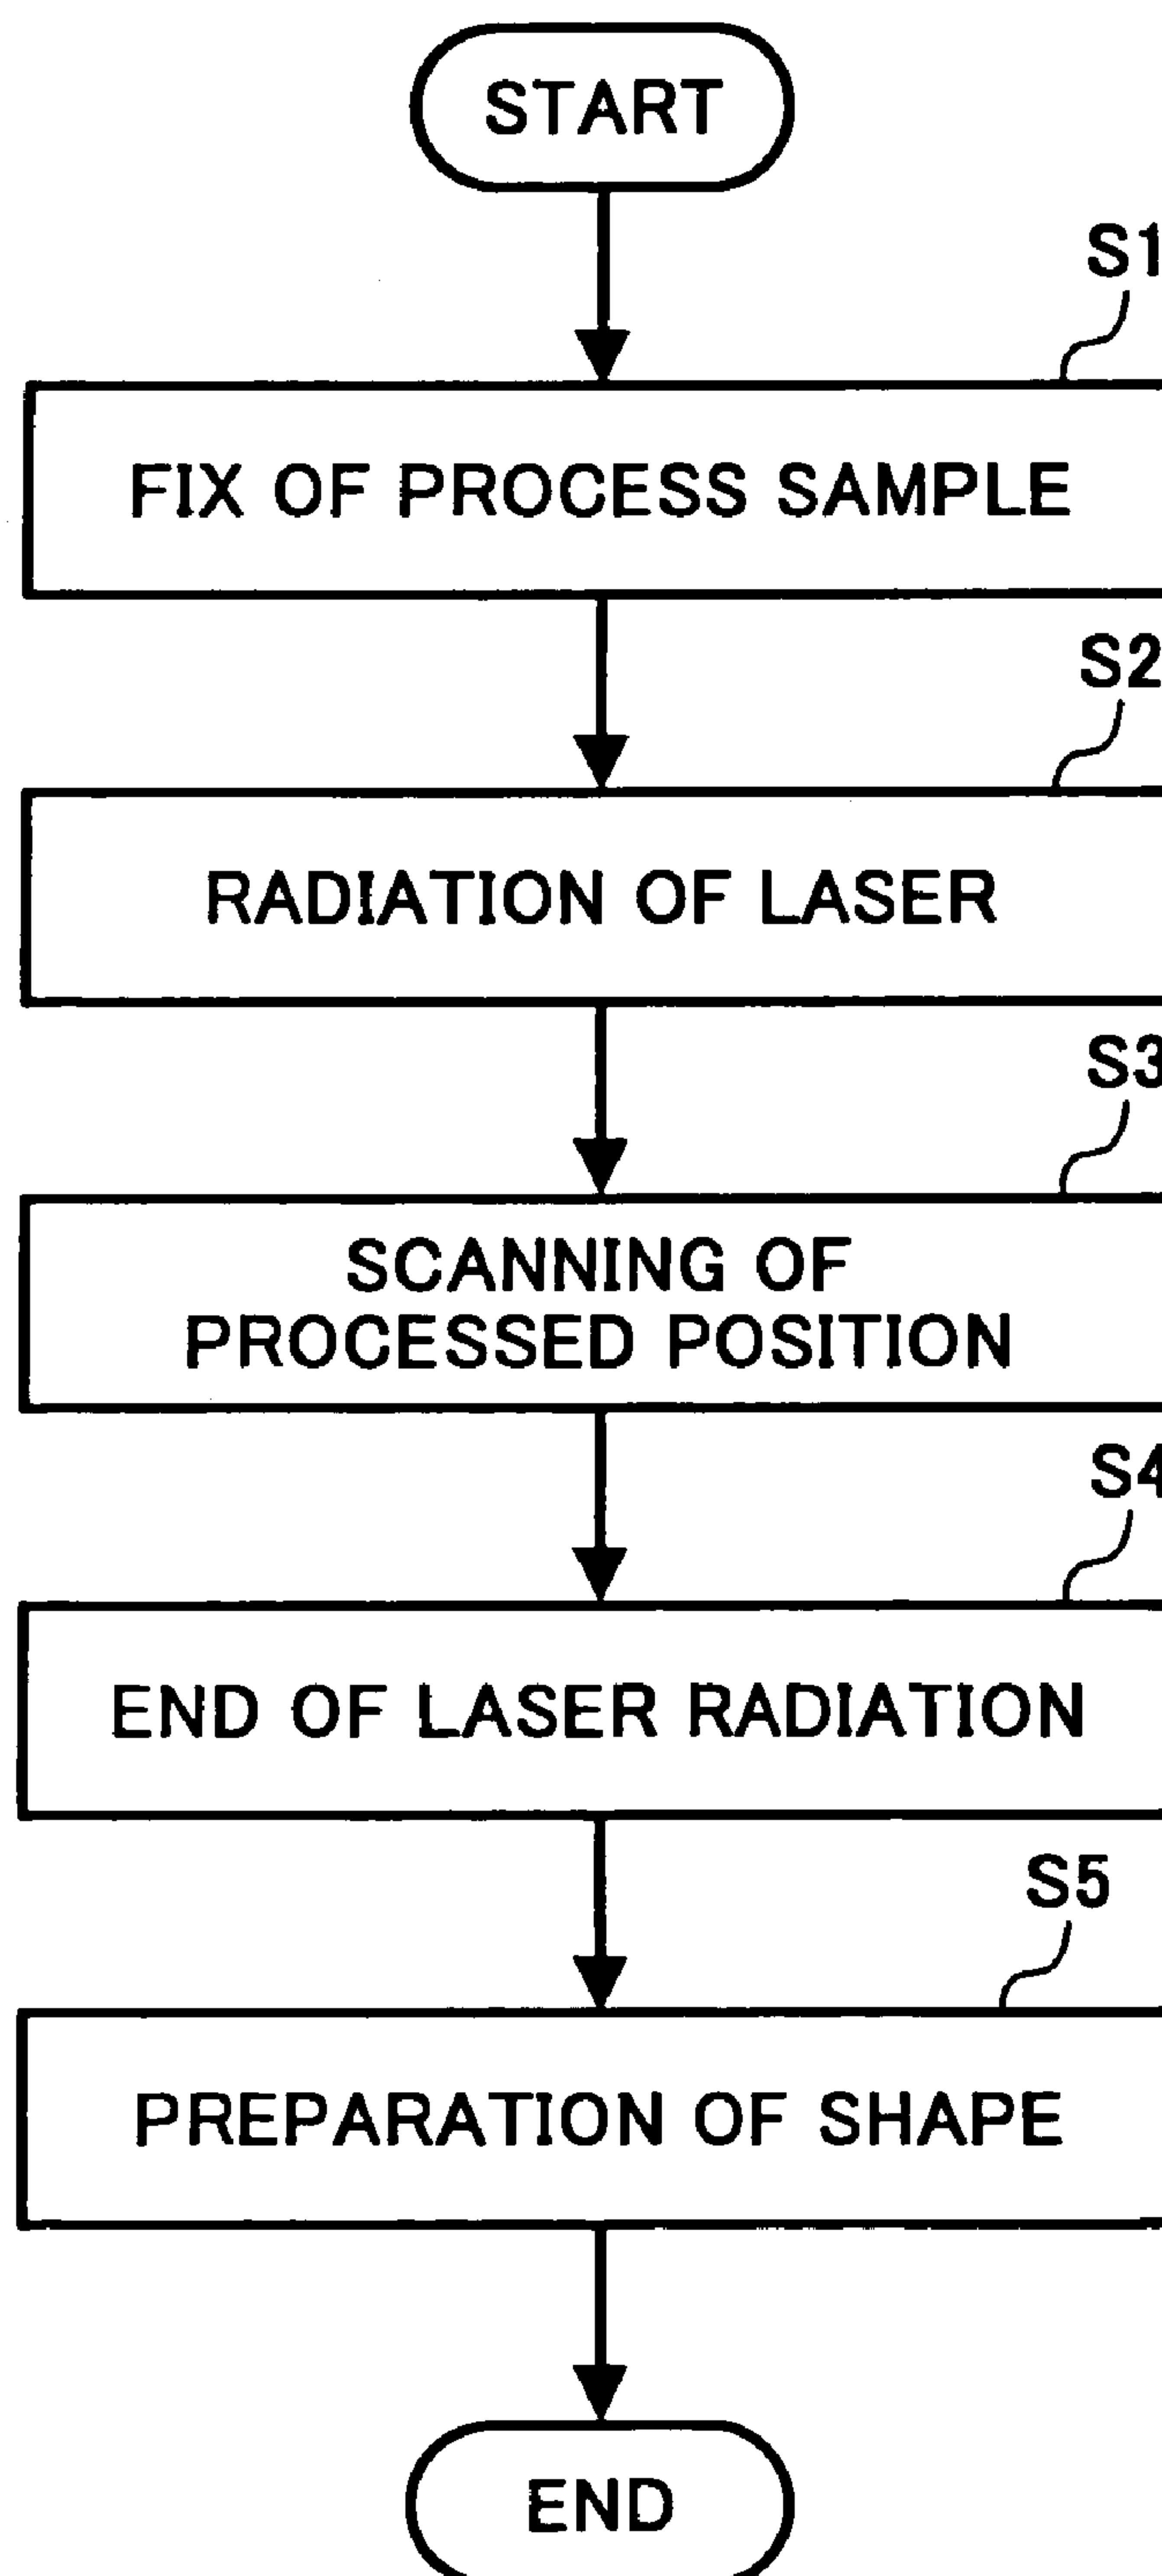 START
S1
FIX OF PROCESS SAMPLE
S2
RADIATION OF LASER
S3
SCANNING OF
PROCESSED POSITION
S4
END OF LASER RADIATION
S5
PREPARATION OF SHAPE
END